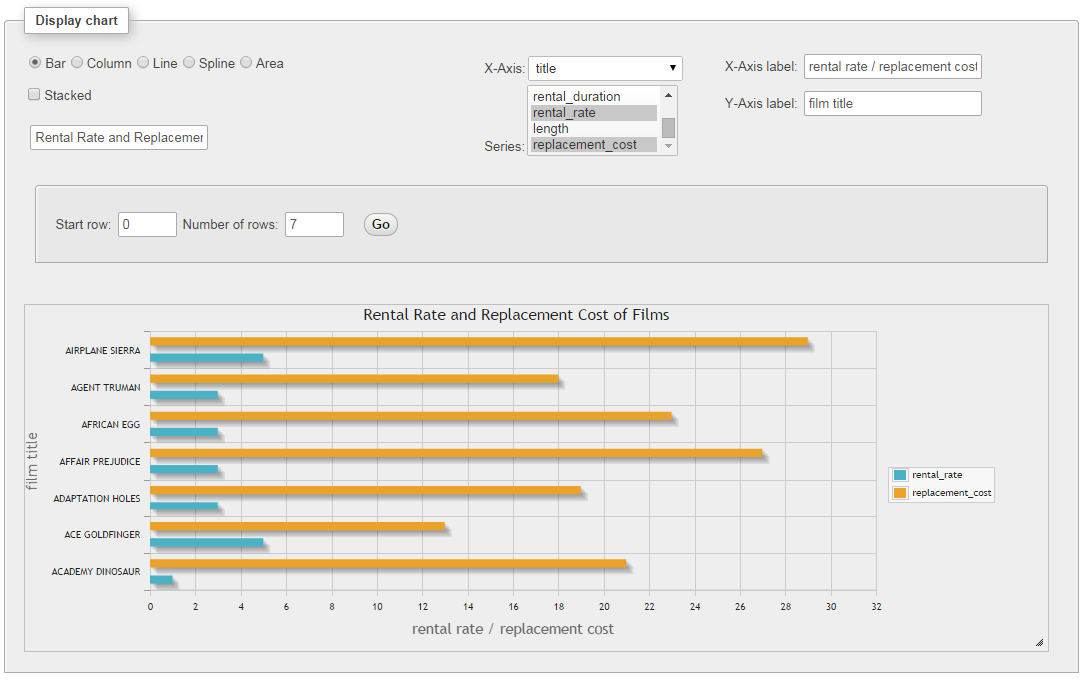 Display chart
Bar Column Line Spline Area
Stacked
Rental Rate and Replacemen
X-Axis: title
Series:
rental_duration
rental_rate
length
replacement_cost
X-Axis label: rental rate / replacement cost
Y-Axis label: film title
Start row: 0 Number of rows: 7 Go
Rental Rate and Replacement Cost of Films
film title
AIRPLANE SIERRA
AGENT TRUMAN
AFRICAN EGG
AFFAIR PREJUDICE
ADAPTATION HOLES
ACE GOLDFINGER
ACADEMY DINOSAUR
0 2 4 6 8 10 12 14 16 18 20 22 24 26 28 30 32
rental rate / replacement cost
rental_rate
replacement_cost